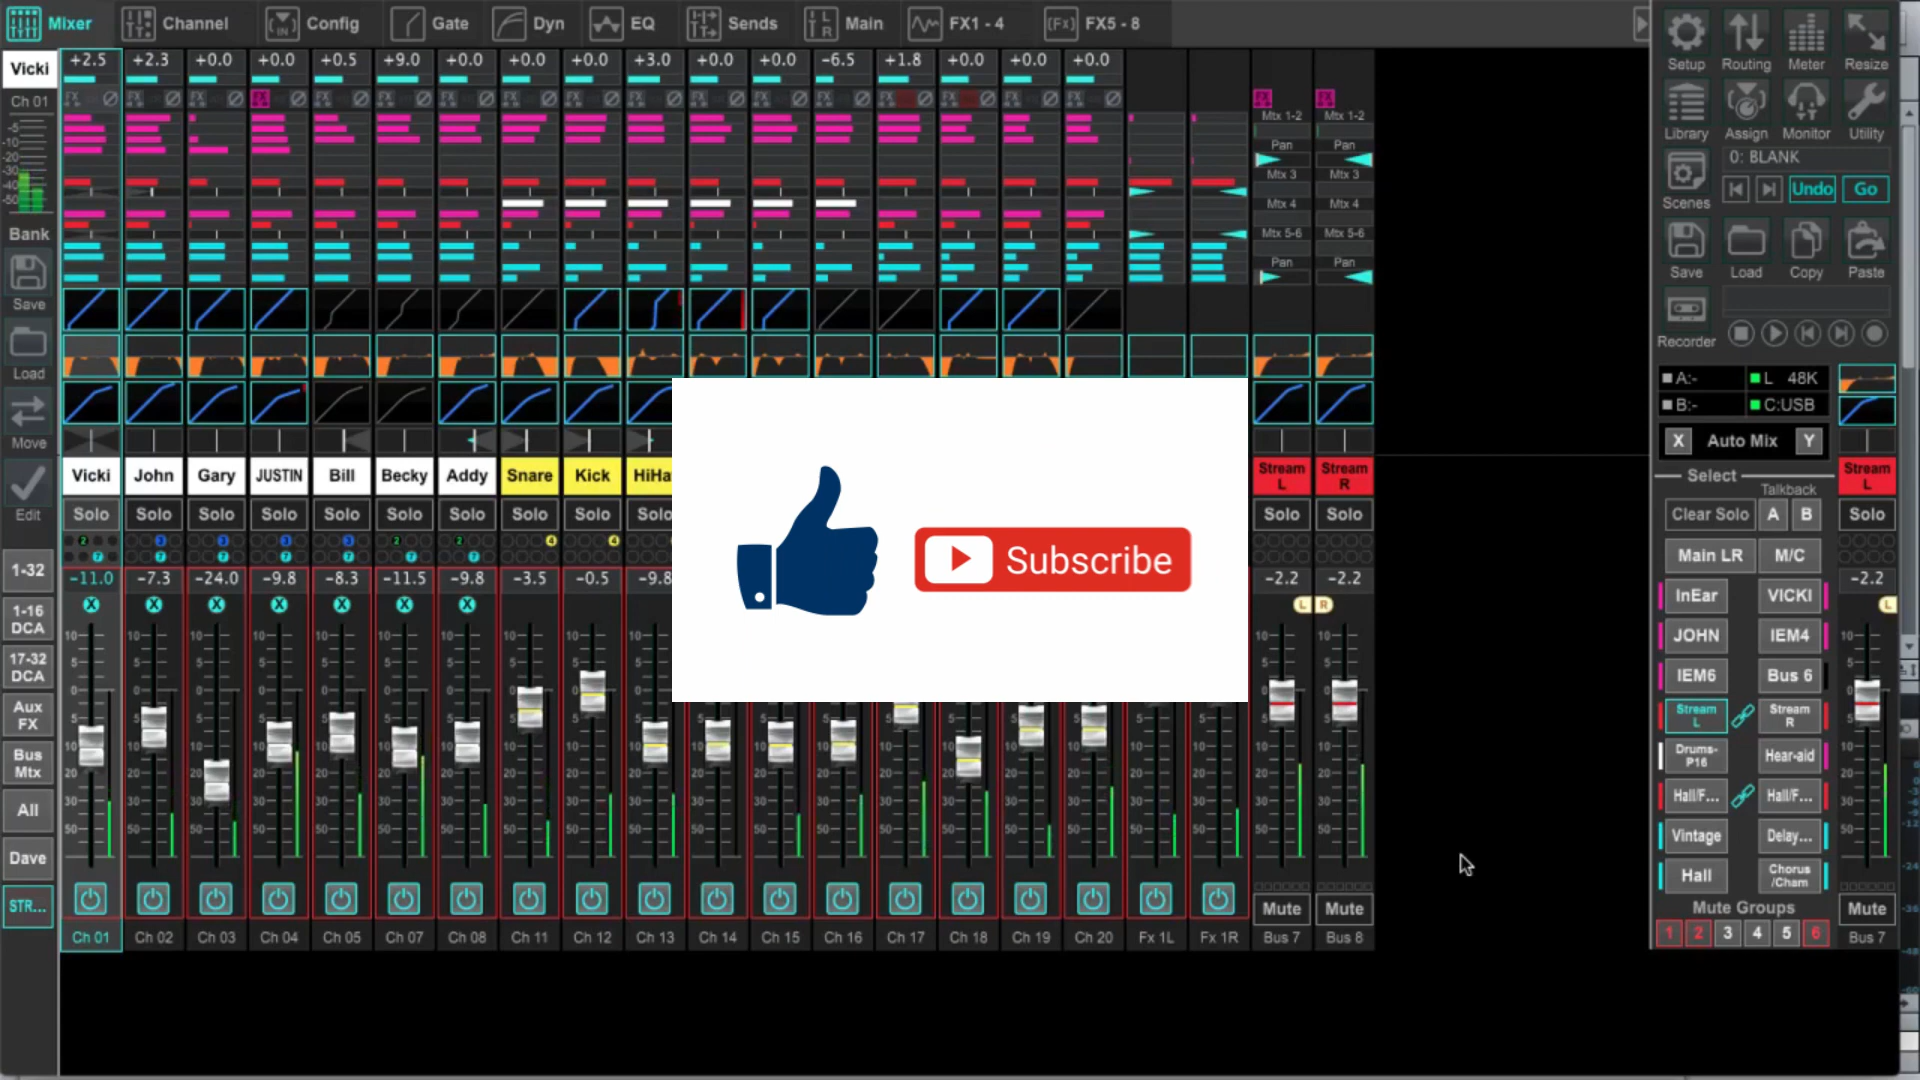 Mixer Channel Config Gate Dyn EQ Sends Main FX1 - 4 FX5 - 8
Vicki
Ch 01
Bank
Save
Load
Move
Edit
1-32
1-16 DCA
17-32 DCA
Aux FX
Bus Mtx
All
Dave
STR...
+2.5 +2.3 +0.0 +0.0 +0.5 +9.0 +0.0 +0.0 +0.0 +3.0 +0.0 +0.0 -6.5 +1.8 +0.0 +0.0 +0.0
Mtx 1-2 Mtx 1-2
Pan Pan
Mtx 3 Mtx 3
Mtx 4 Mtx 4
Mtx 5-6 Mtx 5-6
Pan Pan
Vicki John Gary JUSTIN Bill Becky Addy Snare Kick HiHa Stream L Stream R
Solo Solo Solo Solo Solo Solo Solo Solo Solo Solo Solo Solo
-11.0 -7.3 -24.0 -9.8 -8.3 -11.5 -9.8 -3.5 -0.5 -9.8 -2.2 -2.2
X X X X X X X L R
Subscribe
Mute Mute
Ch 01 Ch 02 Ch 03 Ch 04 Ch 05 Ch 07 Ch 08 Ch 11 Ch 12 Ch 13 Ch 14 Ch 15 Ch 16 Ch 17 Ch 18 Ch 19 Ch 20 Fx 1L Fx 1R Bus 7 Bus 8
Setup Routing Meter Resize
Library Assign Monitor Utility
0: BLANK
Scenes Undo Go
Save Load Copy Paste
Recorder
A:- L 48K
B:- C:USB
X Auto Mix Y
Select
Talkback
Clear Solo A B
Main LR M/C
InEar VICKI
JOHN IEM4
IEM6 Bus 6
Stream L Stream R
Drums-P16 Hear-aid
Hall/F... Hall/F...
Vintage Delay...
Hall Chorus /Cham
Mute Groups
1 2 3 4 5 6
Stream L
Solo
-2.2
L
Mute
Bus 7